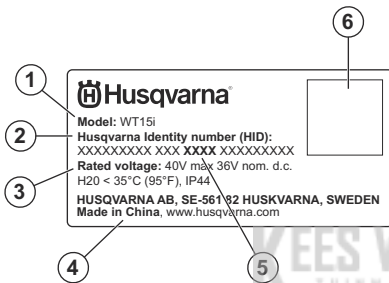 1
2
3
4
5
6
Husqvarna®
Model: WT15i
Husqvarna Identity number (HID):
XXXXXXXXX XXX XXXX XXXXXXXXX
Rated voltage: 40V max 36V nom. d.c.
H20 < 35°C (95°F), IP44
HUSQVARNA AB, SE-561 82 HUSKVARNA, SWEDEN
Made in China, www.husqvarna.com
KEES V